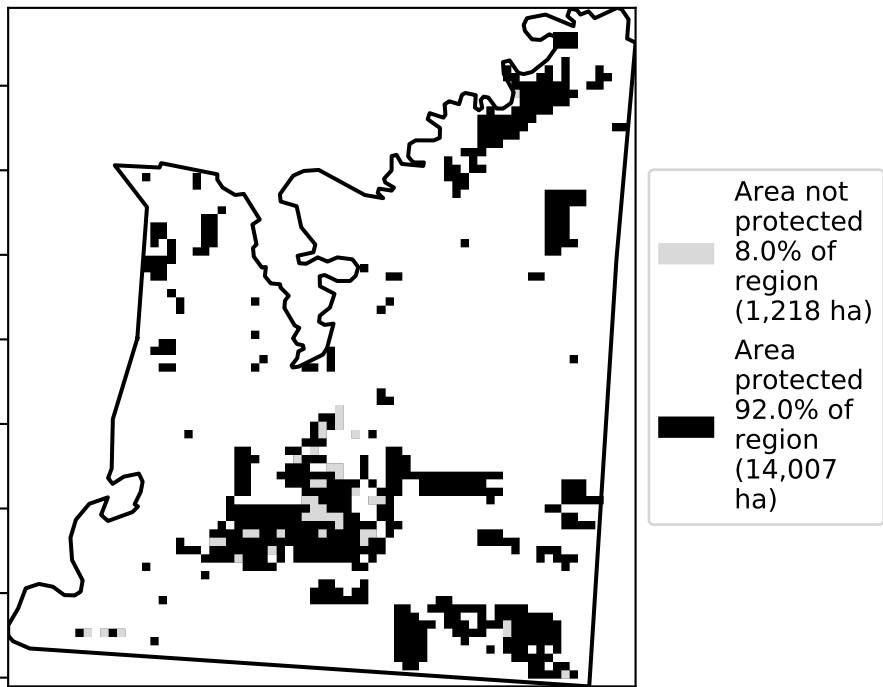 Area not
protected
8.0% of
region
(1,218 ha)
Area
protected
92.0% of
region
(14,007
ha)